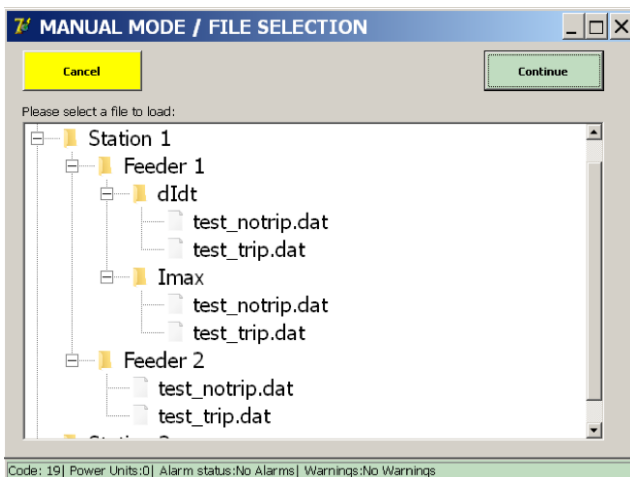 MANUAL MODE / FILE SELECTION
Cancel
Continue
Please select a file to load:
Station 1
Feeder 1
dIdt
test_notrip.dat
test_trip.dat
Imax
test_notrip.dat
test_trip.dat
Feeder 2
test_notrip.dat
test_trip.dat
Code: 19| Power Units:0| Alarm status:No Alarms| Warnings:No Warnings